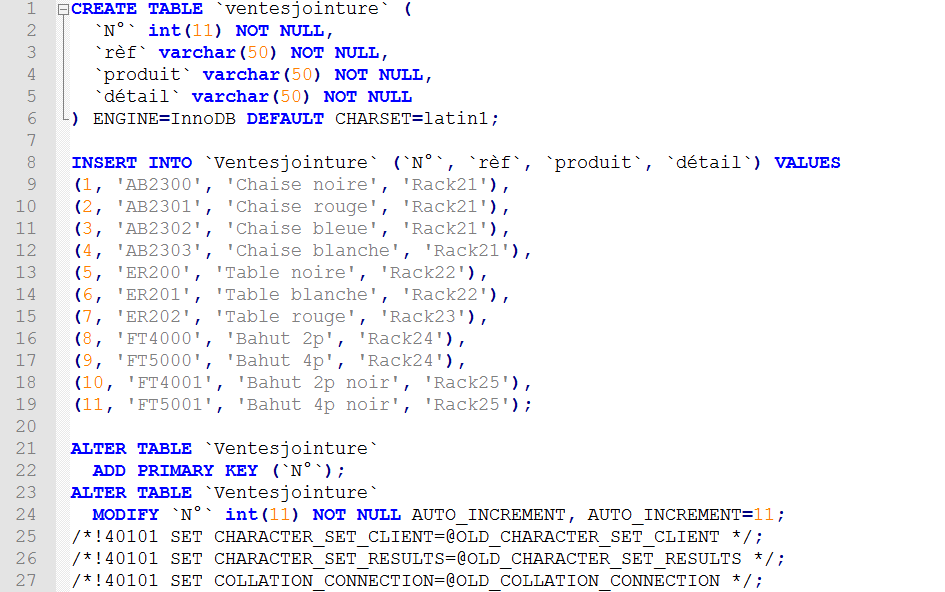 1 CREATE TABLE `ventesjointure` (
2 `N°` int(11) NOT NULL,
3 `rèf` varchar(50) NOT NULL,
4 `produit` varchar(50) NOT NULL,
5 `détail` varchar(50) NOT NULL
6 ) ENGINE=InnoDB DEFAULT CHARSET=latin1;
7
8 INSERT INTO `Ventesjointure` (`N°`, `rèf`, `produit`, `détail`) VALUES
9 (1, 'AB2300', 'Chaise noire', 'Rack21'),
10 (2, 'AB2301', 'Chaise rouge', 'Rack21'),
11 (3, 'AB2302', 'Chaise bleue', 'Rack21'),
12 (4, 'AB2303', 'Chaise blanche', 'Rack21'),
13 (5, 'ER200', 'Table noire', 'Rack22'),
14 (6, 'ER201', 'Table blanche', 'Rack22'),
15 (7, 'ER202', 'Table rouge', 'Rack23'),
16 (8, 'FT4000', 'Bahut 2p', 'Rack24'),
17 (9, 'FT5000', 'Bahut 4p', 'Rack24'),
18 (10, 'FT4001', 'Bahut 2p noir', 'Rack25'),
19 (11, 'FT5001', 'Bahut 4p noir', 'Rack25');
20
21 ALTER TABLE `Ventesjointure`
22 ADD PRIMARY KEY (`N°`);
23 ALTER TABLE `Ventesjointure`
24 MODIFY `N°` int(11) NOT NULL AUTO_INCREMENT, AUTO_INCREMENT=11;
25 /*!40101 SET CHARACTER_SET_CLIENT=@OLD_CHARACTER_SET_CLIENT */;
26 /*!40101 SET CHARACTER_SET_RESULTS=@OLD_CHARACTER_SET_RESULTS */;
27 /*!40101 SET COLLATION_CONNECTION=@OLD_COLLATION_CONNECTION */;